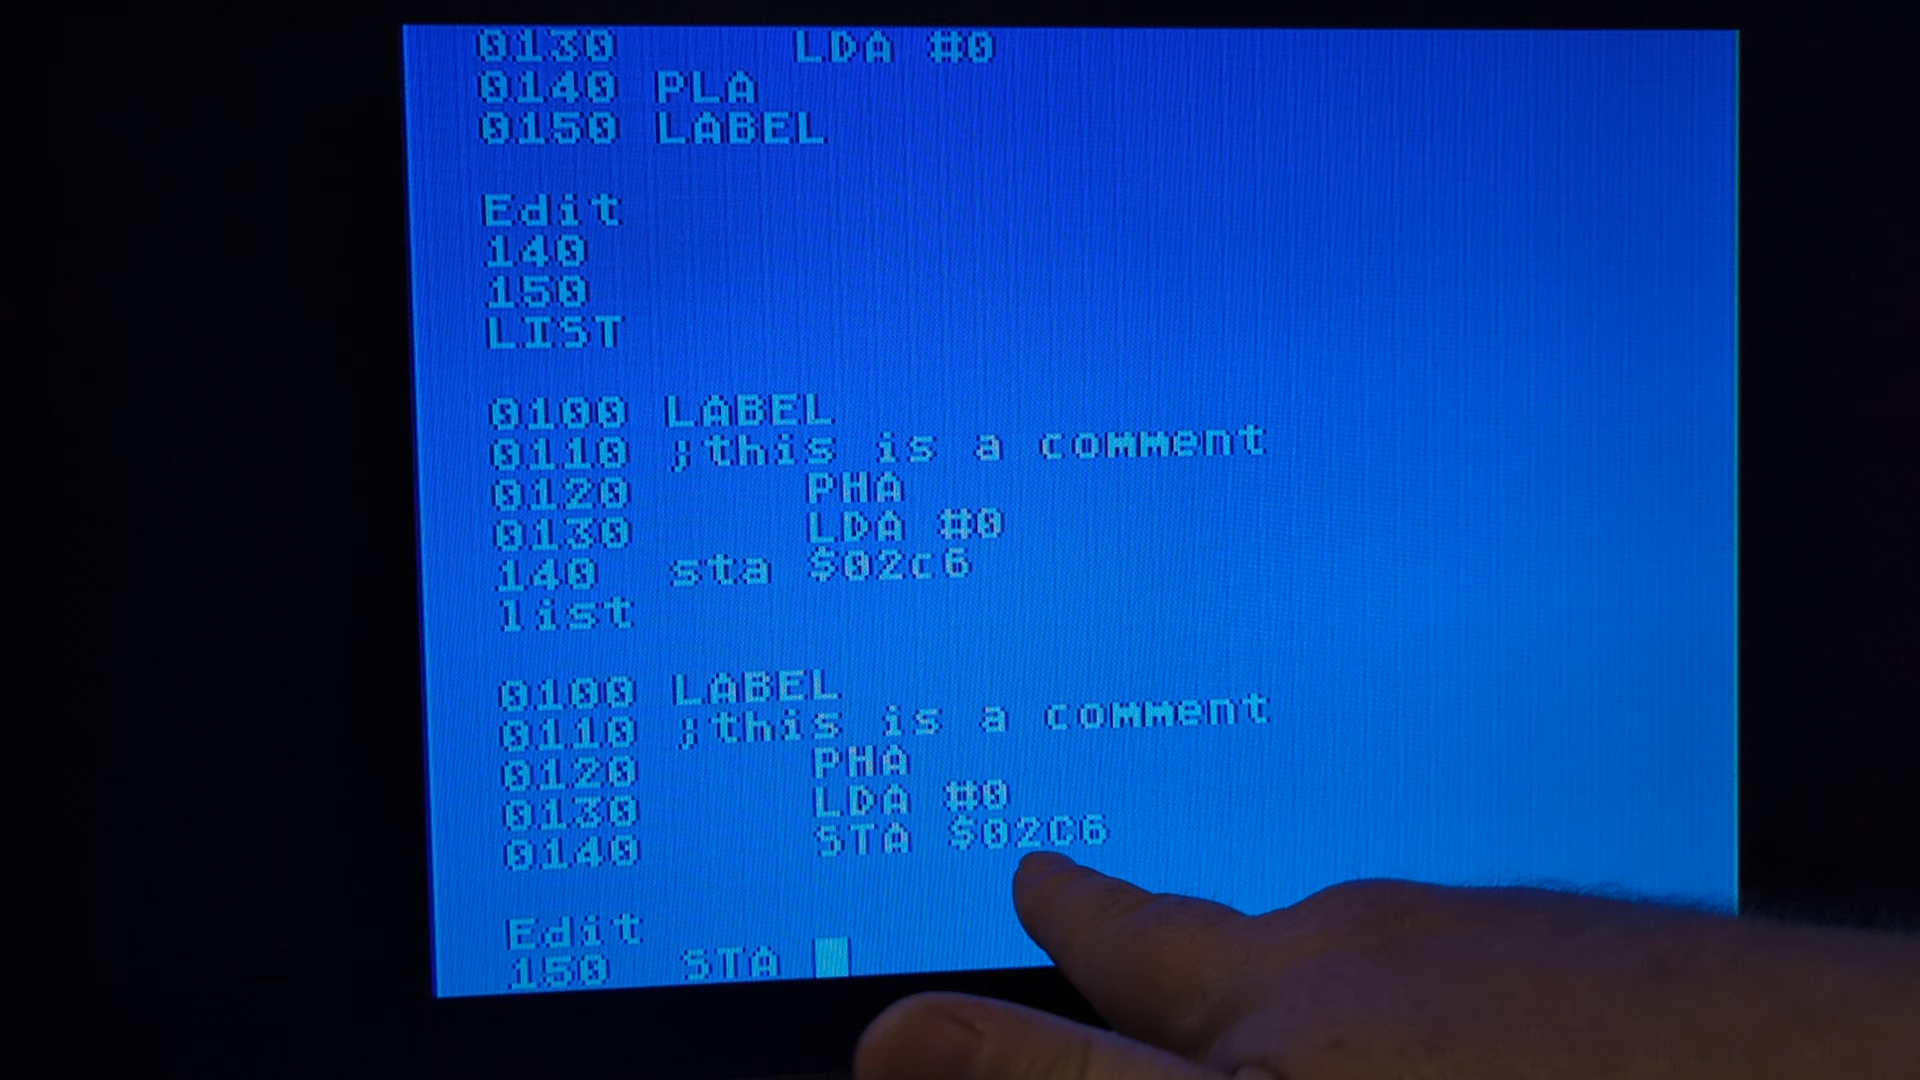 0130     LDA #0
0140 PLA
0150 LABEL
Edit
140
150
LIST
0100 LABEL
0110 ;this is a comment
0120     PHA
0130     LDA #0
140  sta $02c6
list
0100 LABEL
0110 ;this is a comment
0120     PHA
0130     LDA #0
0140     STA $02C6
Edit
150  STA